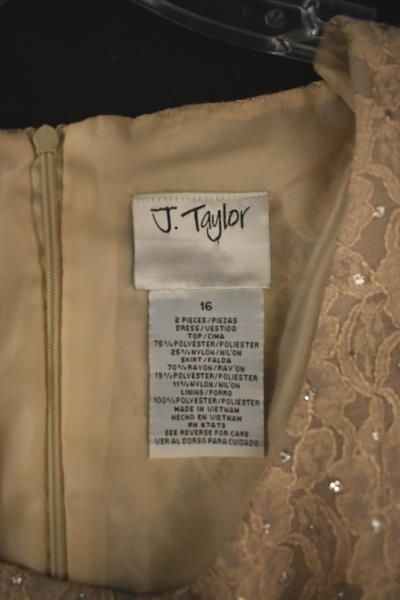 J. Taylor
16
2 PIECES/PIEZAS
DRESS/VESTIDO
TOP/CIMA
75%POLYESTER/POLIESTER
25%NYLON/NIL'ON
SKIRT/FALDA
70%RAYON/RAY'ON
19%POLYESTER/POLIESTER
11%NYLON/NIL'ON
LINING/FORRO
100%POLYESTER/POLIESTER
MADE IN VIETNAM
HECHO EN VIETNAM
RN 67473
SEE REVERSE FOR CARE
VER AL DORSO PARA CUIDADO